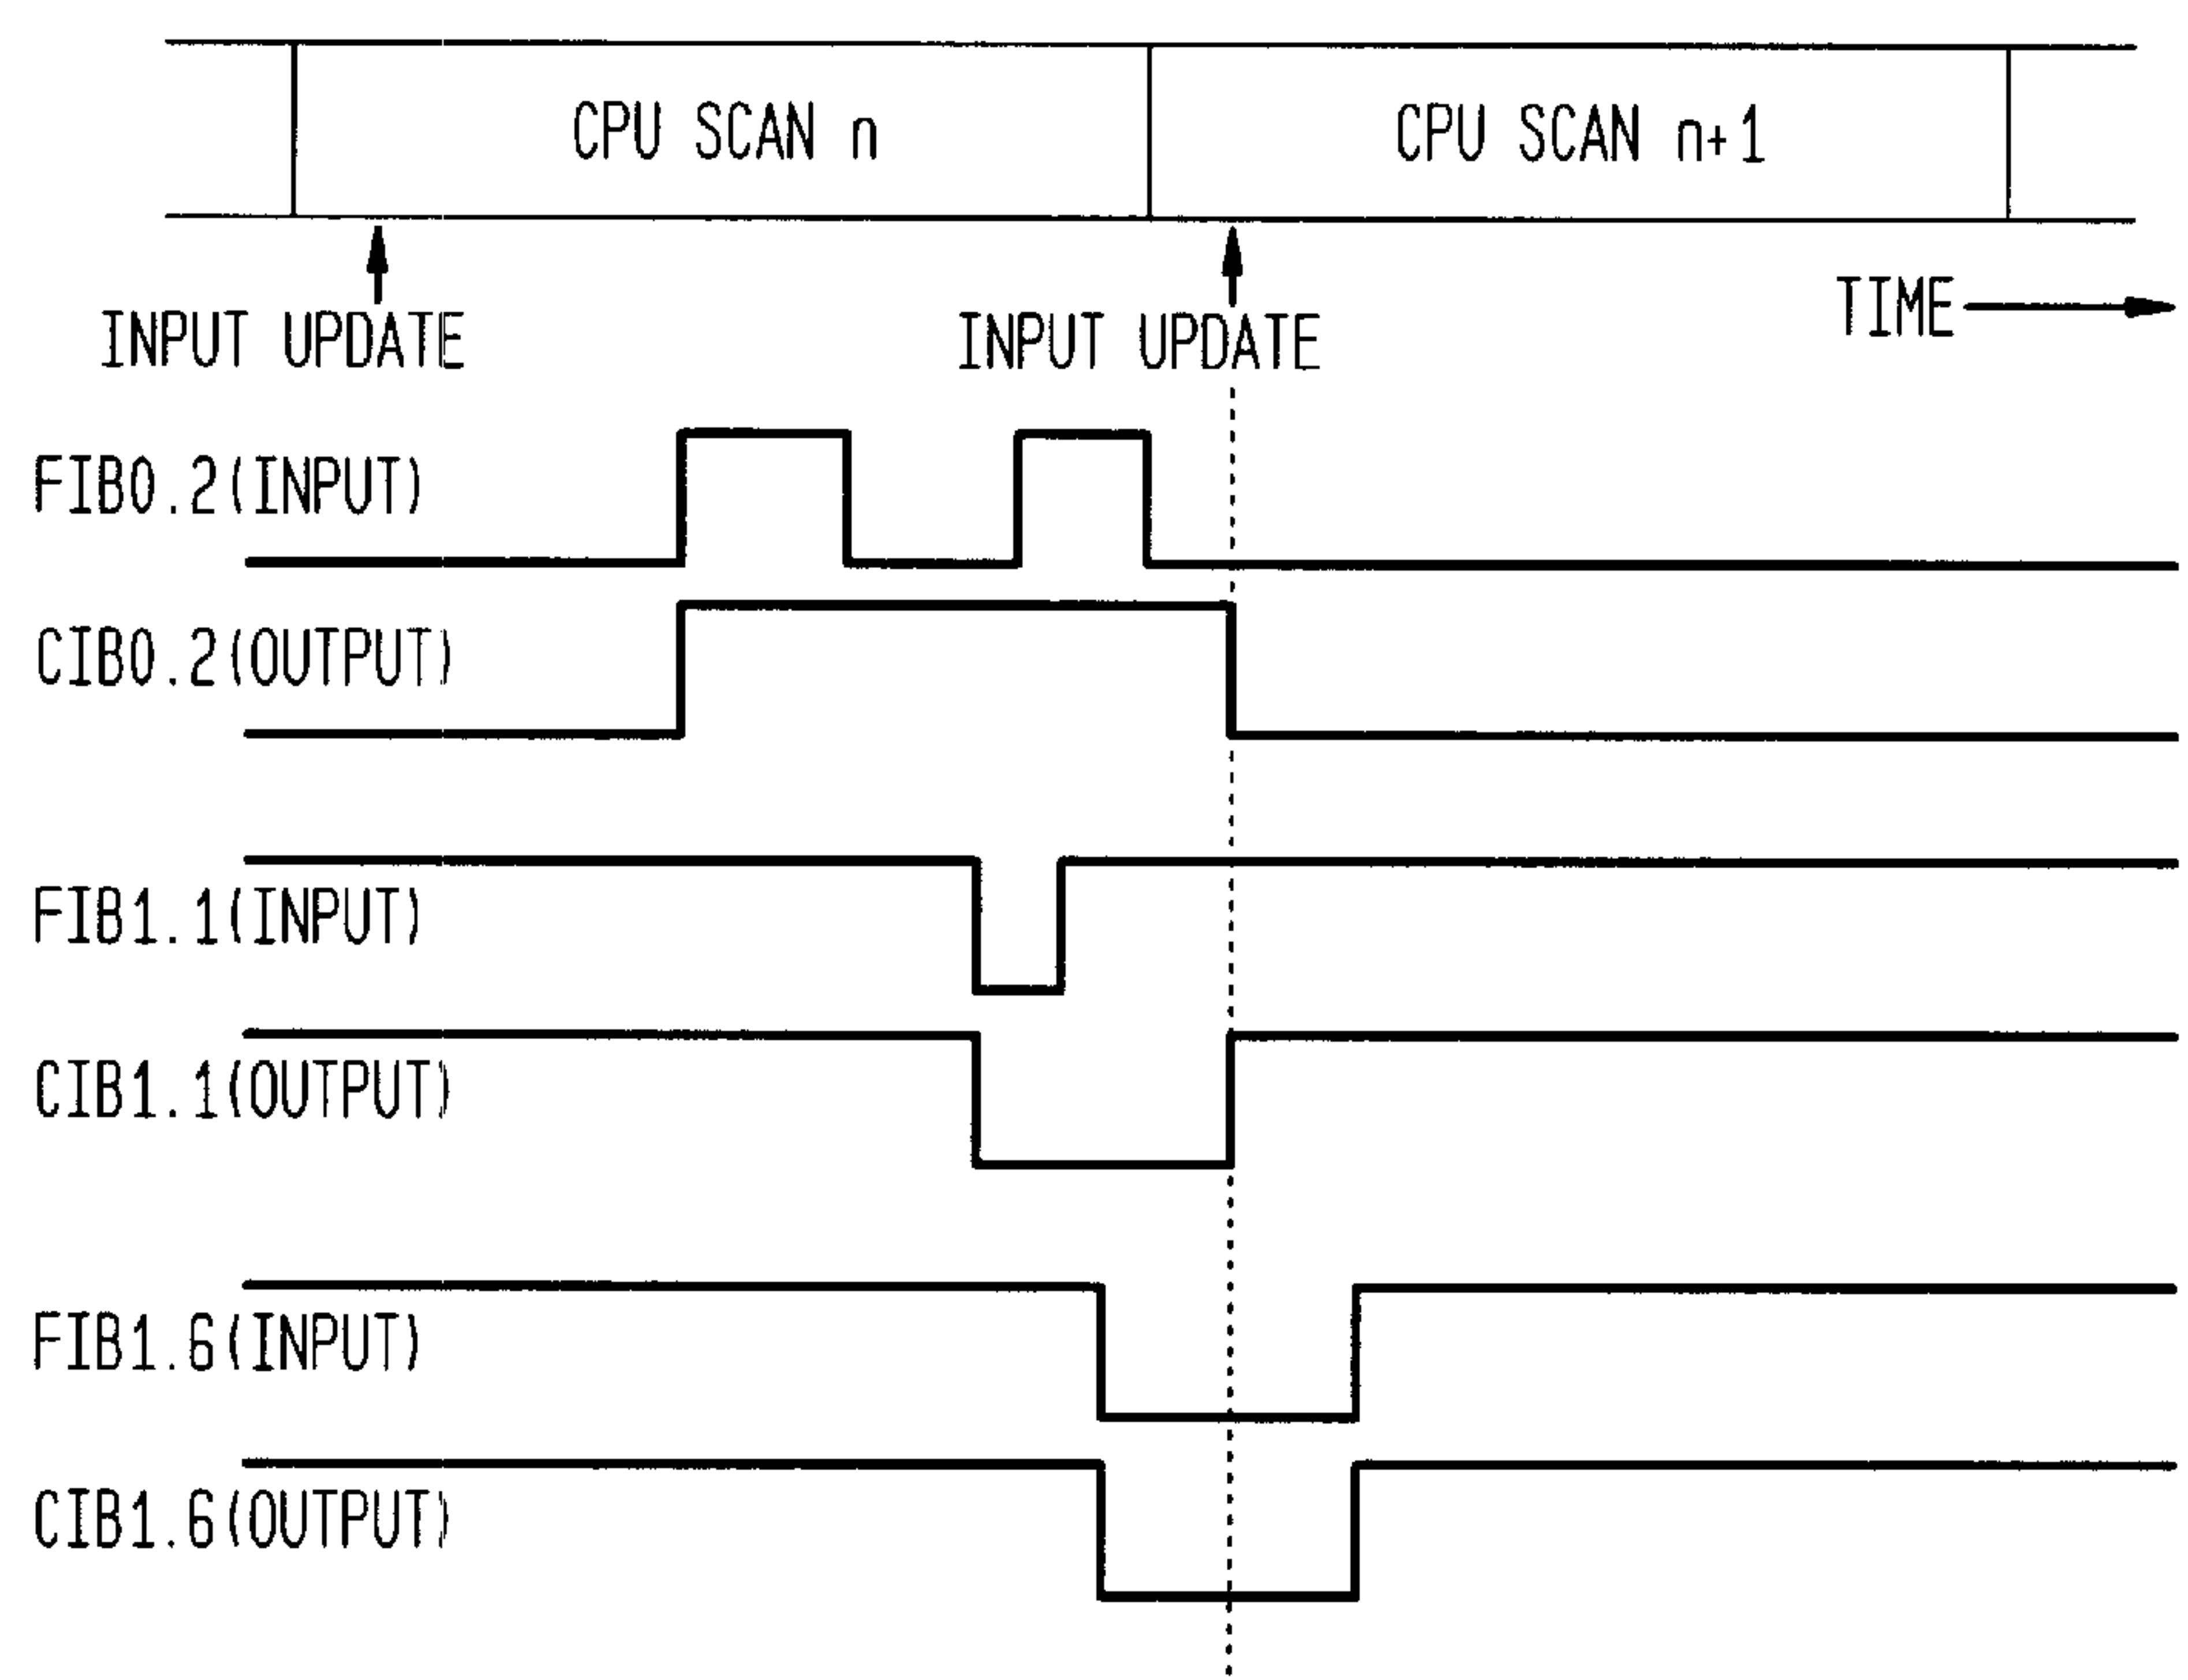 CPU SCAN n
CPU SCAN n+1
INPUT UPDATE
INPUT UPDATE
TIME
FIB0.2(INPUT)
CIB0.2(OUTPUT)
FIB1.1(INPUT)
CIB1.1(OUTPUT)
FIB1.6(INPUT)
CIB1.6(OUTPUT)